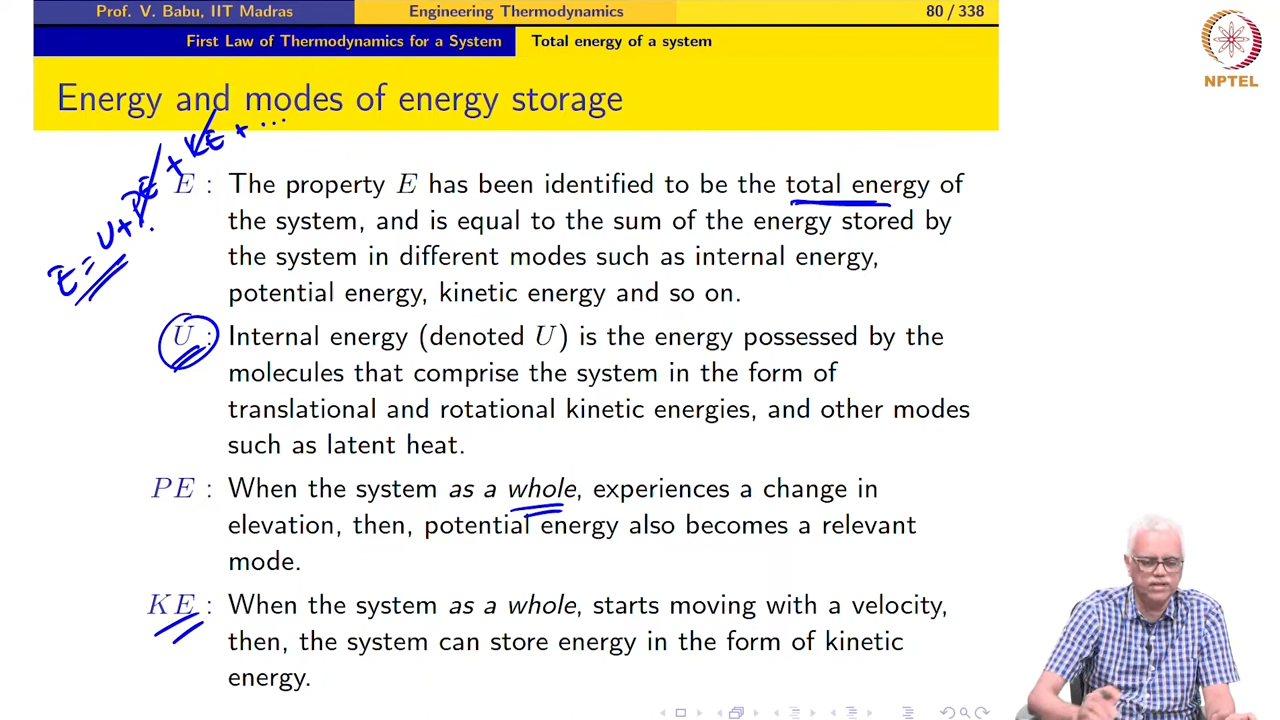 Prof. V. Babu, IIT Madras
Engineering Thermodynamics
80 / 338
First Law of Thermodynamics for a System
Total energy of a system
NPTEL
Energy and modes of energy storage
E = U + PE + KE + ...
E : The property E has been identified to be the total energy of
the system, and is equal to the sum of the energy stored by
the system in different modes such as internal energy,
potential energy, kinetic energy and so on.
U : Internal energy (denoted U) is the energy possessed by the
molecules that comprise the system in the form of
translational and rotational kinetic energies, and other modes
such as latent heat.
PE : When the system as a whole, experiences a change in
elevation, then, potential energy also becomes a relevant
mode.
KE : When the system as a whole, starts moving with a velocity,
then, the system can store energy in the form of kinetic
energy.